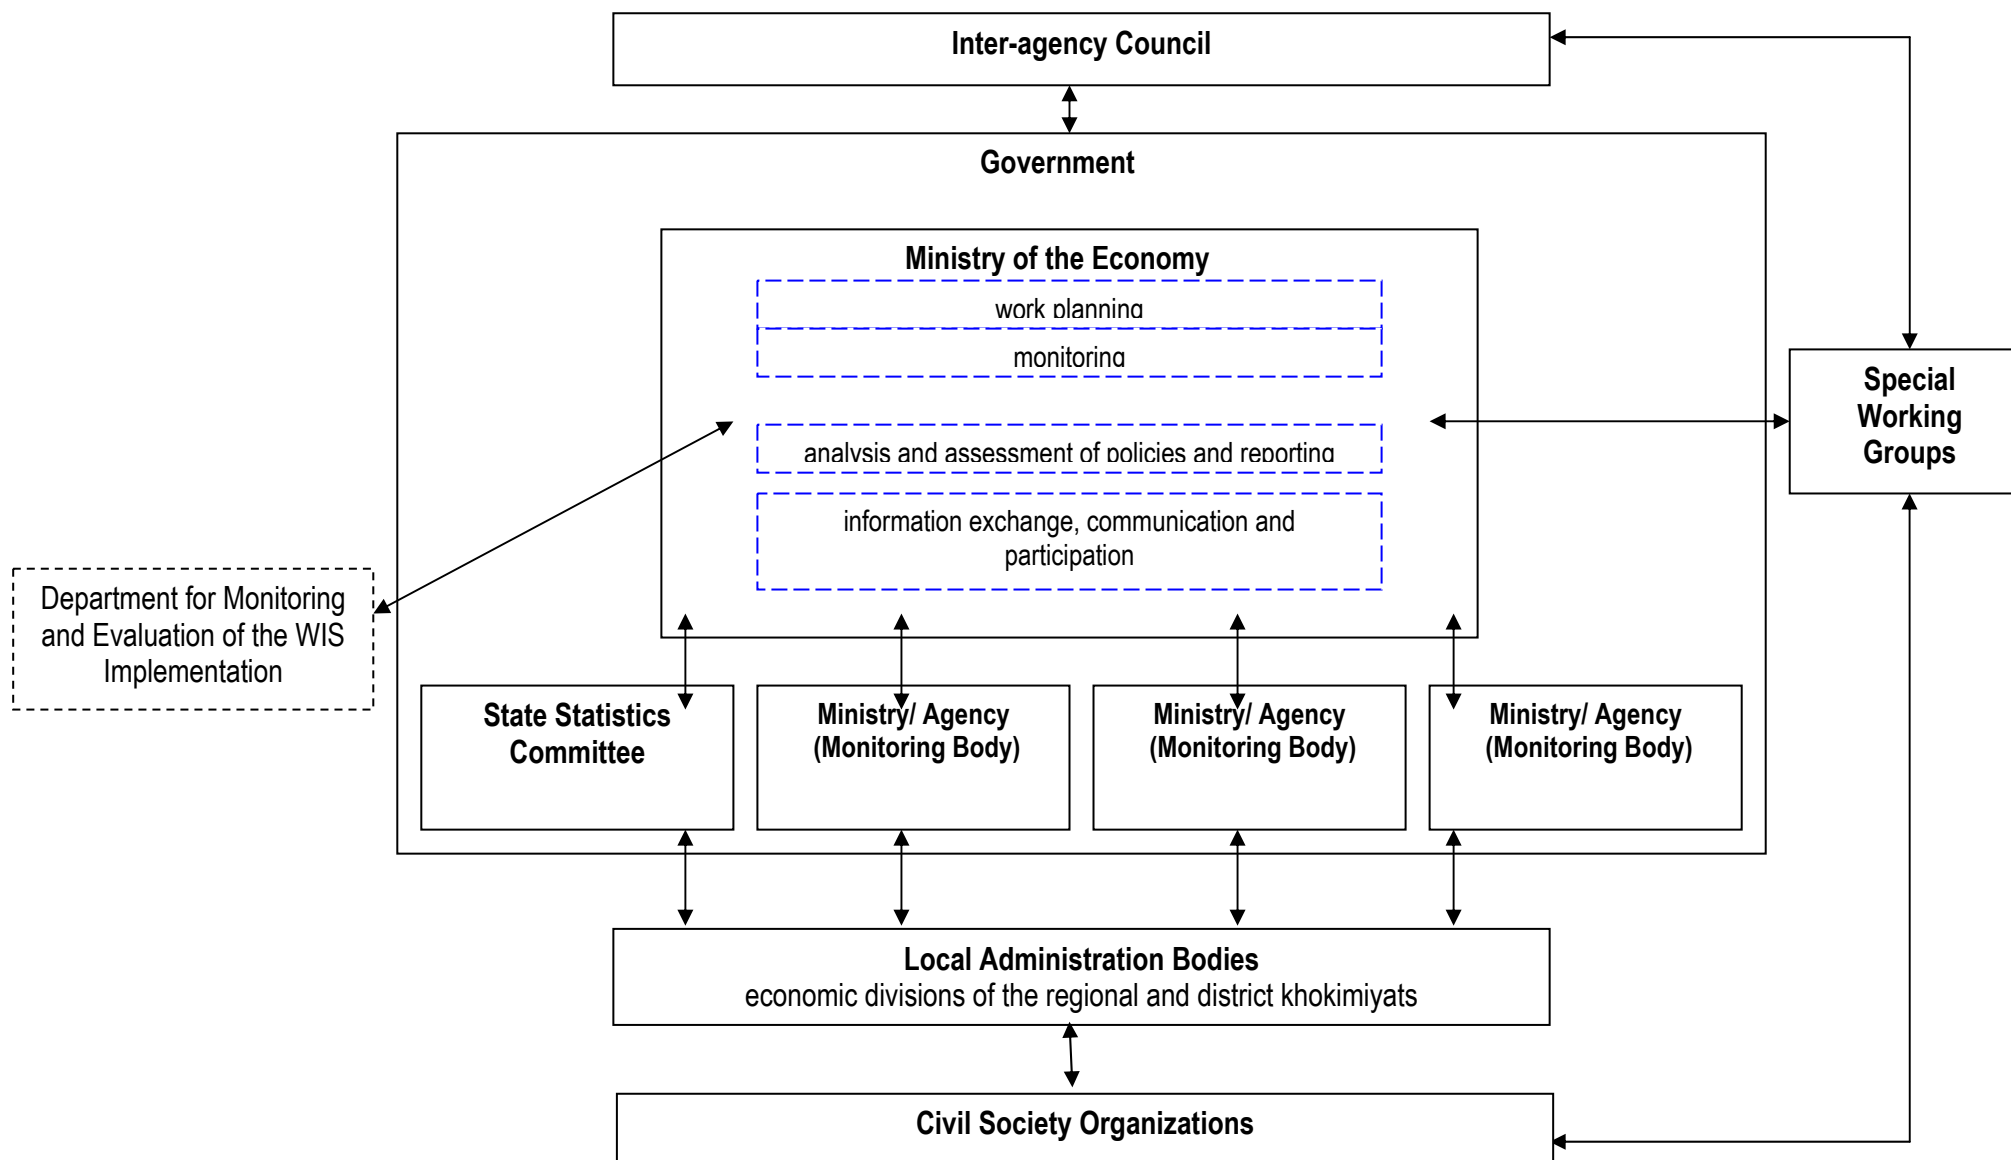 Inter-agency Council
Government
Ministry of the Economy
work planning
monitoring
Special
Working
Groups
analysis and assessment of policies and reporting
information exchange, communication and
participation
Department for Monitoring
and Evaluation of the WIS
Implementation
State Statistics
Committee
Ministry/ Agency
(Monitoring Body)
Ministry/ Agency
(Monitoring Body)
Ministry/ Agency
(Monitoring Body)
Local Administration Bodies
economic divisions of the regional and district khokimiyats
Civil Society Organizations